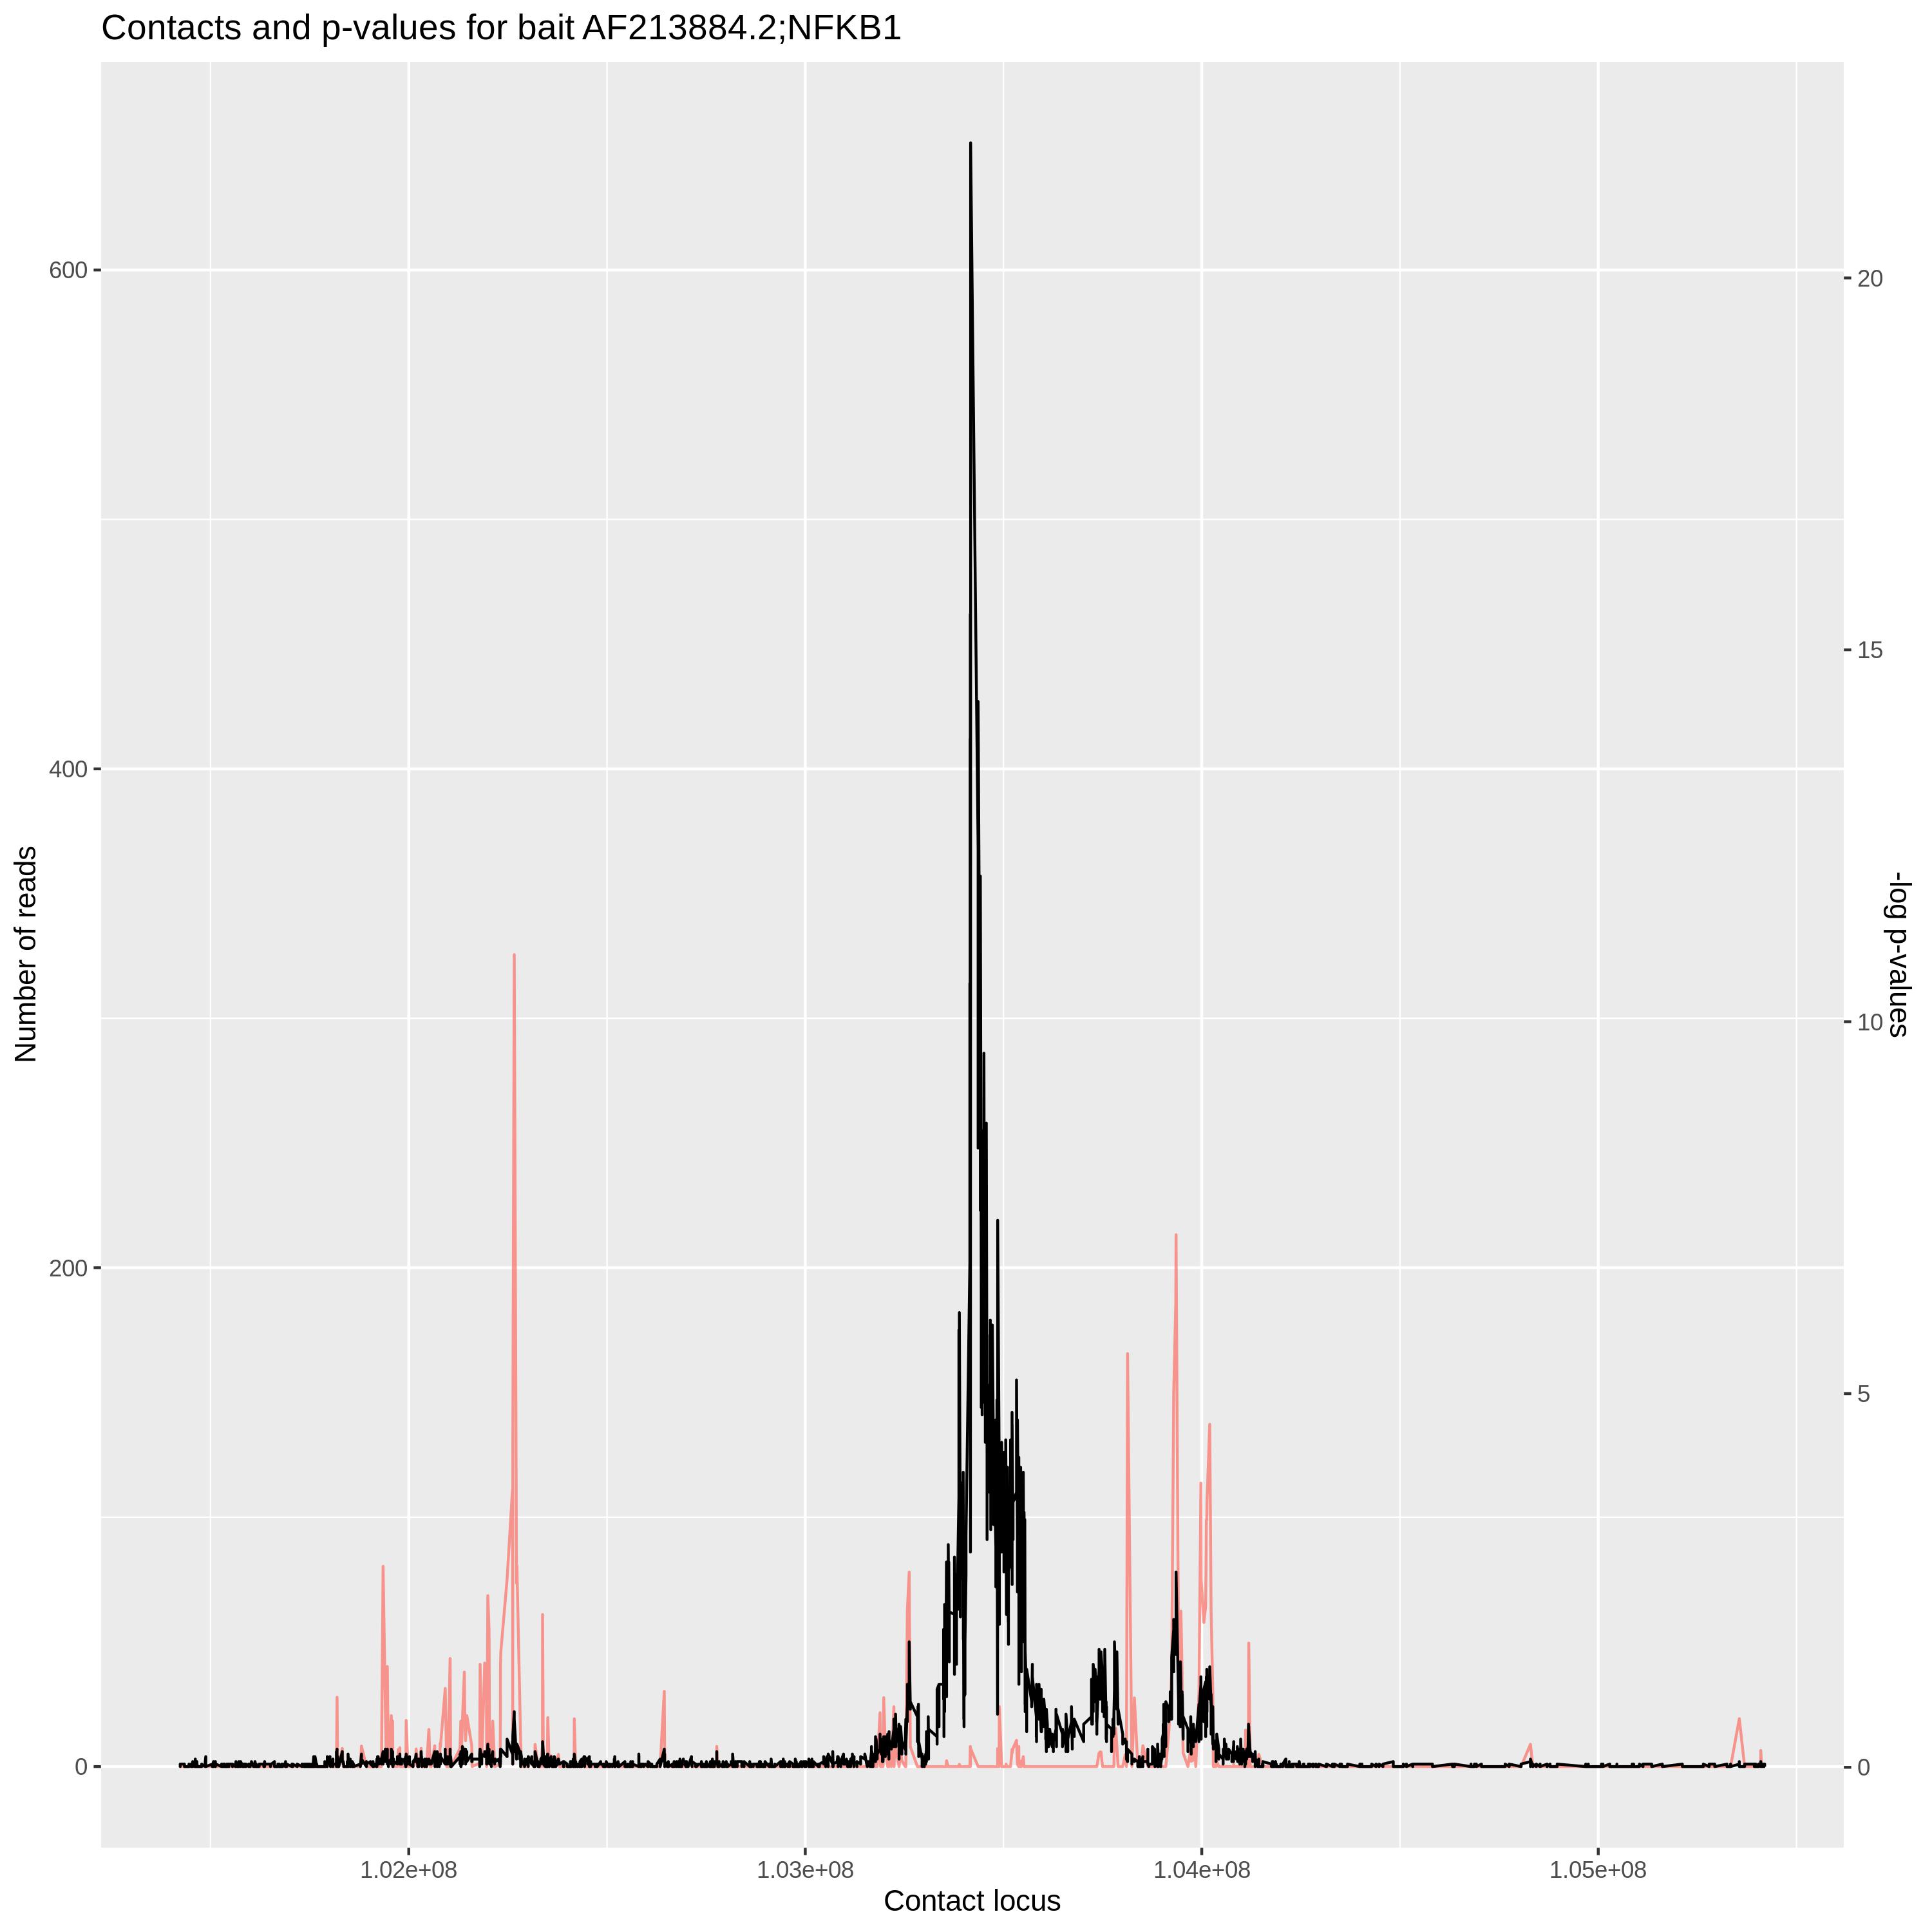 Contacts and p-values for bait AF213884.2;NFKB1
600
400
200
0
20
15
10
5
0
Number of reads
-log p-values
1.02e+08
1.03e+08
1.04e+08
1.05e+08
Contact locus